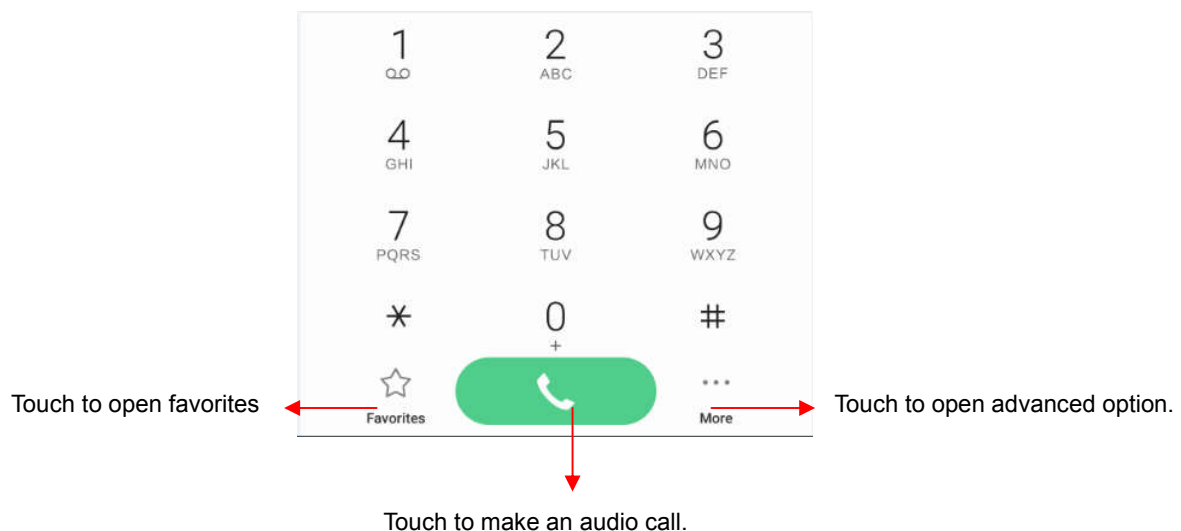 1 2 3
ABC DEF
4 5 6
GHI JKL MNO
7 8 9
PQRS TUV WXYZ
* 0 #
+
Touch to open favorites
Favorites
More
Touch to open advanced option.
Touch to make an audio call.